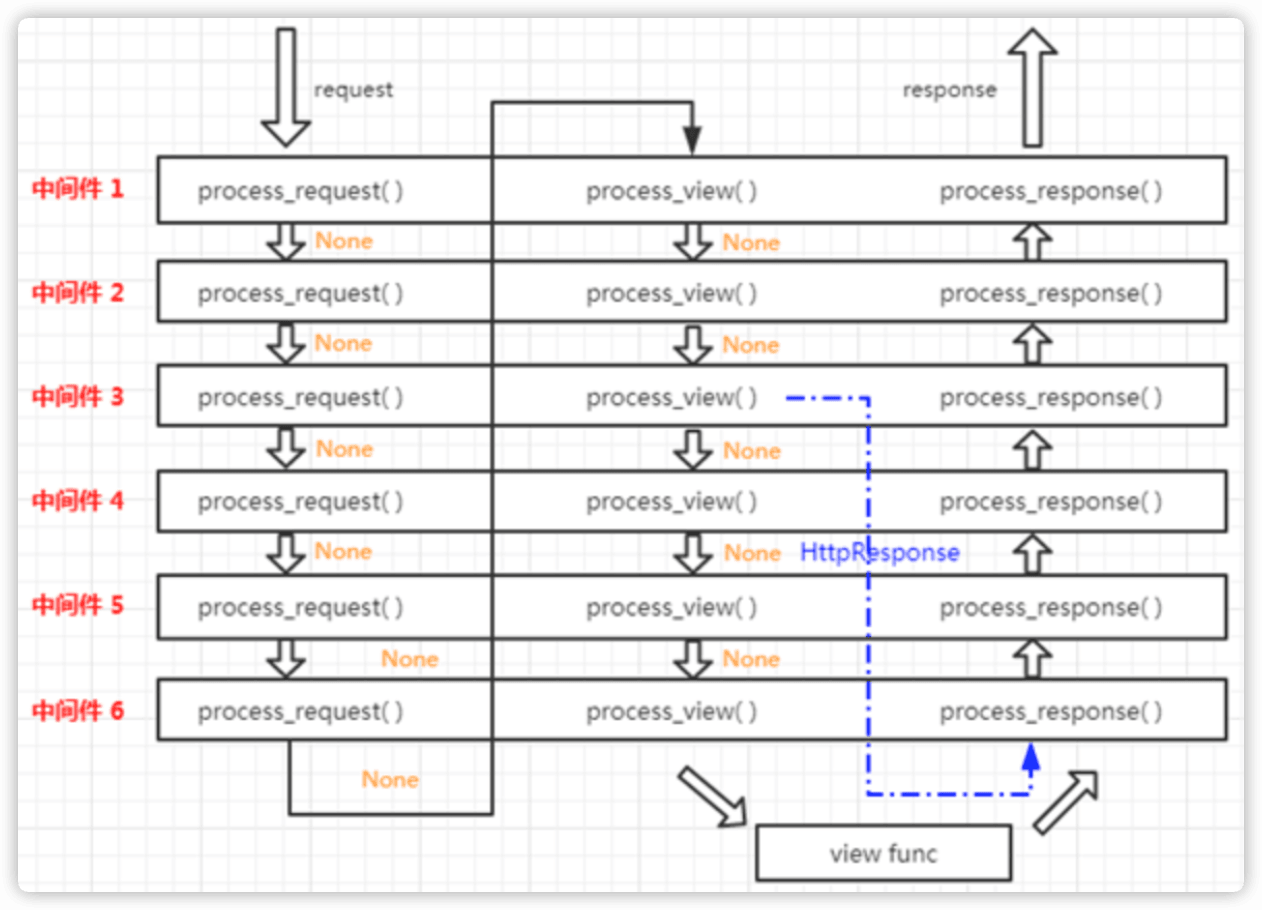 request
response
中间件 1 process_request( ) process_view( ) process_response( )
None None
中间件 2 process_request( ) process_view( ) process_response( )
None None
中间件 3 process_request( ) process_view( ) process_response( )
None None
中间件 4 process_request( ) process_view( ) process_response( )
None None HttpResponse
中间件 5 process_request( ) process_view( ) process_response( )
None None
中间件 6 process_request( ) process_view( ) process_response( )
None
view func